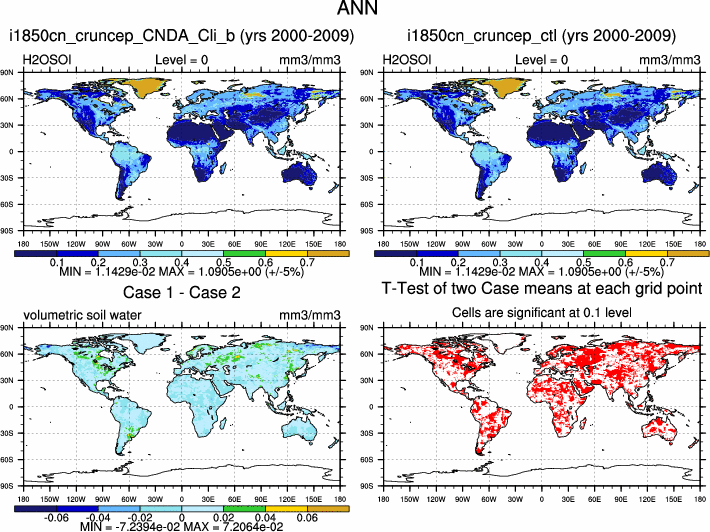 ANN
i1850cn_cruncep_CNDA_Cli_b (yrs 2000-2009)
H2OSOI Level = 0 mm3/mm3
90N
60N
30N
0
30S
60S
90S
180 150W 120W 90W 60W 30W 0 30E 60E 90E 120E 150E 180
0.1 0.2 0.3 0.4 0.5 0.6 0.7
MIN = 1.1429e-02 MAX = 1.0905e+00 (+/-5%)
i1850cn_cruncep_ctl (yrs 2000-2009)
H2OSOI Level = 0 mm3/mm3
90N
60N
30N
0
30S
60S
90S
180 150W 120W 90W 60W 30W 0 30E 60E 90E 120E 150E 180
0.1 0.2 0.3 0.4 0.5 0.6 0.7
MIN = 1.1429e-02 MAX = 1.0905e+00 (+/-5%)
Case 1 - Case 2
volumetric soil water mm3/mm3
90N
60N
30N
0
30S
60S
90S
180 150W 120W 90W 60W 30W 0 30E 60E 90E 120E 150E 180
-0.06 -0.04 -0.02 0 0.02 0.04 0.06
MIN = -7.2394e-02 MAX = 7.2064e-02
T-Test of two Case means at each grid point
Cells are significant at 0.1 level
90N
60N
30N
0
30S
60S
90S
180 150W 120W 90W 60W 30W 0 30E 60E 90E 120E 150E 180